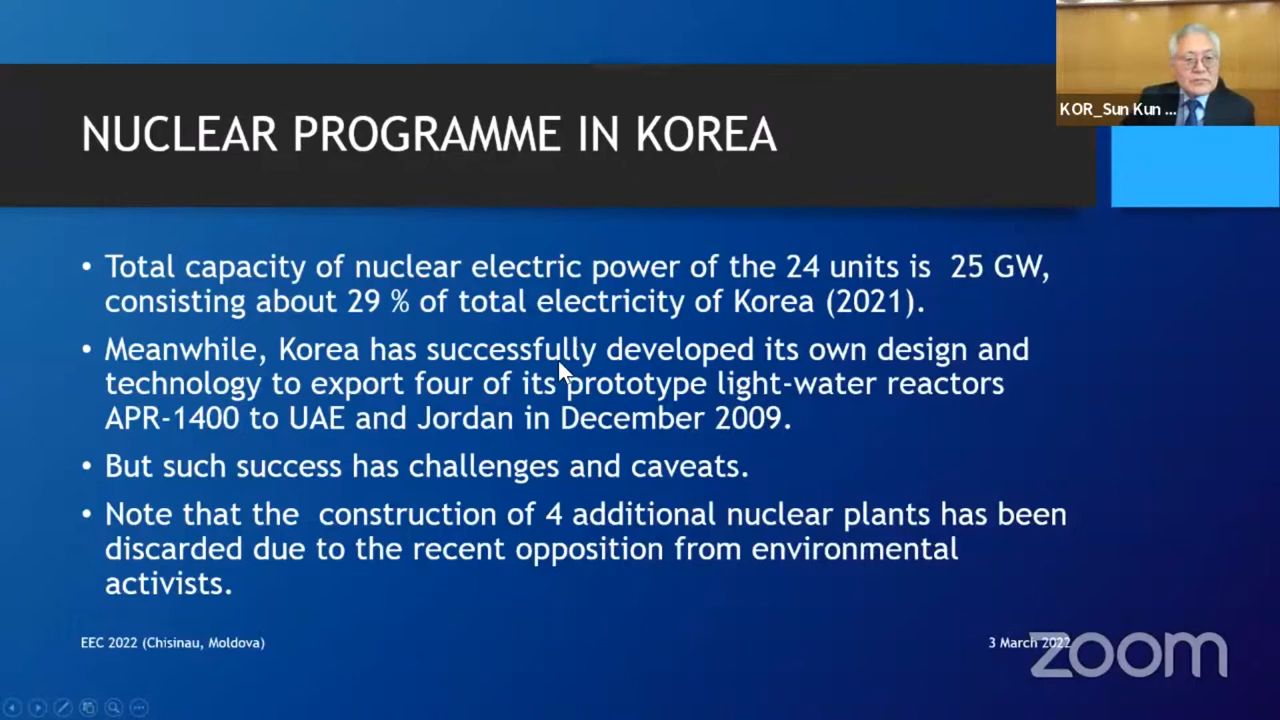 NUCLEAR PROGRAMME IN KOREA
KOR_Sun Kun ...
• Total capacity of nuclear electric power of the 24 units is  25 GW,
consisting about 29 % of total electricity of Korea (2021).
• Meanwhile, Korea has successfully developed its own design and
technology to export four of its prototype light-water reactors
APR-1400 to UAE and Jordan in December 2009.
• But such success has challenges and caveats.
• Note that the  construction of 4 additional nuclear plants has been
discarded due to the recent opposition from environmental
activists.
EEC 2022 (Chisinau, Moldova)
3 March 2022
zoom